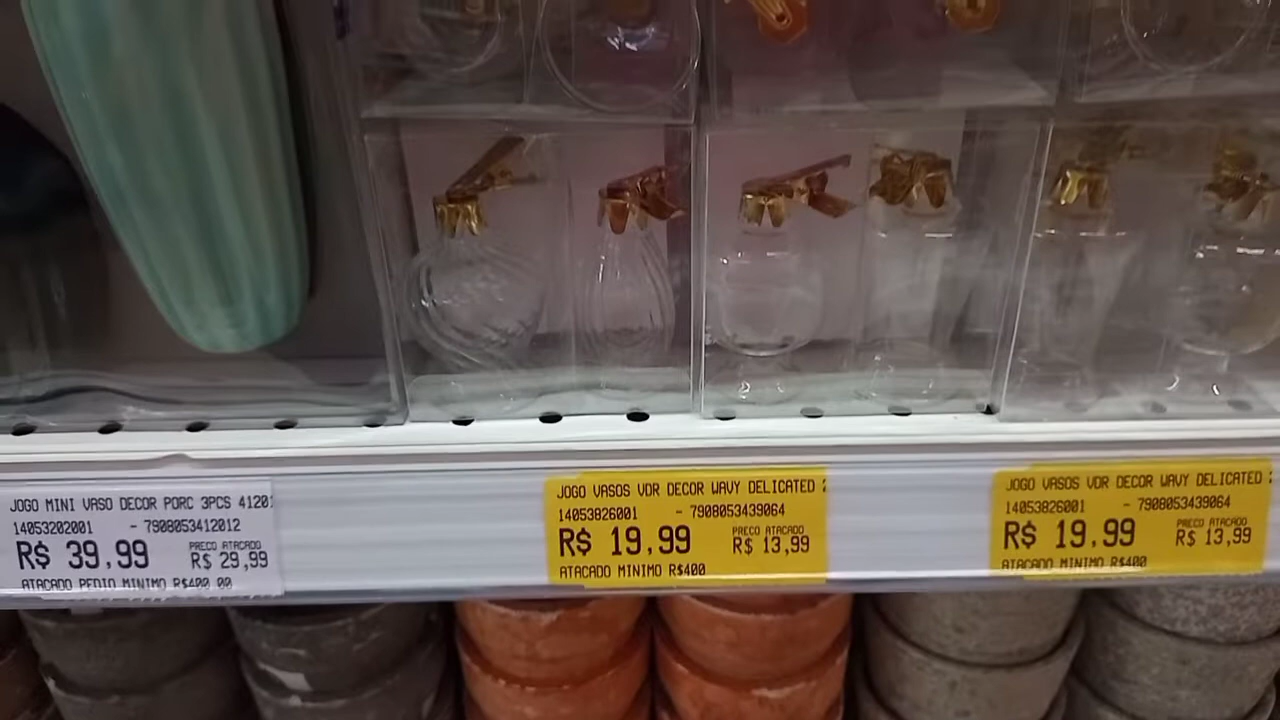 JOGO MINI VASO DECOR PORC 3PCS 41201
14053202001 - 7908053412012
R$ 39,99
PRECO ATACADO
R$ 29,99
ATACADO PEDIO MINIMO R$400,00
JOGO VASOS VDR DECOR WAVY DELICATED
14053826001 - 7908053439064
R$ 19,99
PRECO ATACADO
R$ 13,99
ATACADO MINIMO R$400
JOGO VASOS VDR DECOR WAVY DELICATED
14053826001 - 7908053439064
R$ 19,99
PRECO ATACADO
R$ 13,99
ATACADO MINIMO R$400